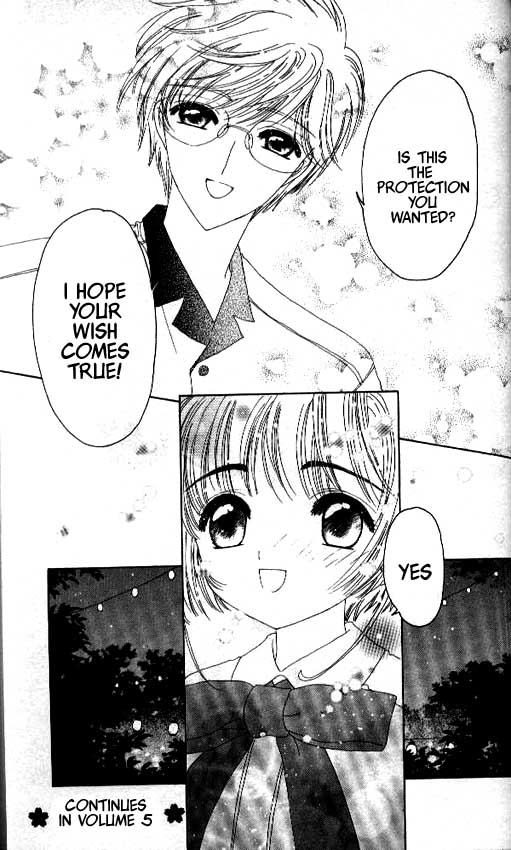 IS THIS
THE
PROTECTION
YOU
WANTED?
I HOPE
YOUR
WISH
COMES
TRUE!
YES
CONTINUES
IN VOLUME 5